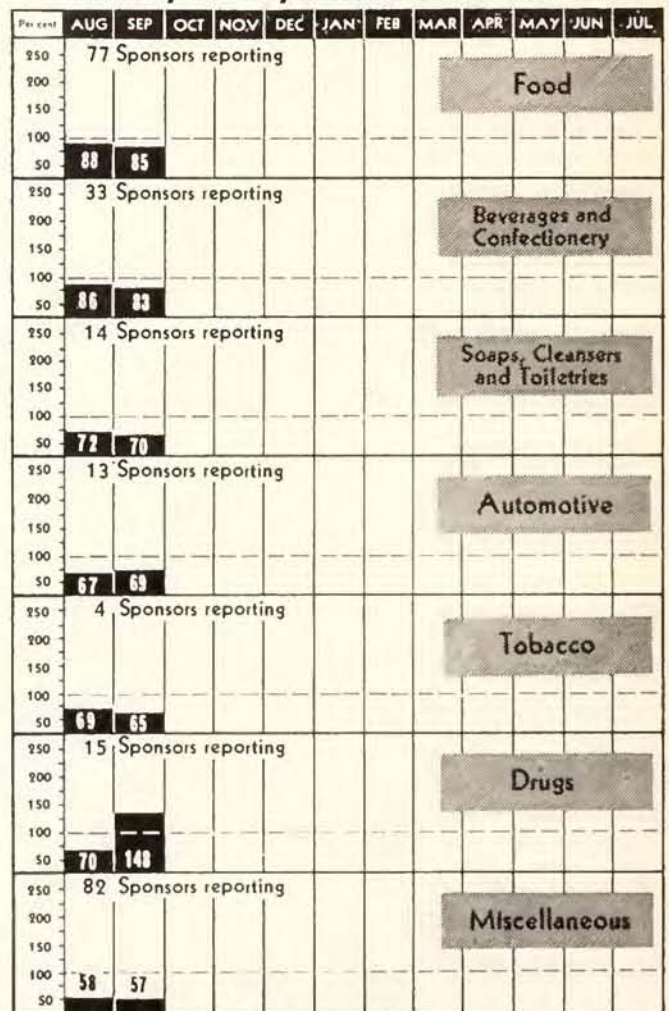 Per cent AUG SEP OCT NOV DEC JAN FEB MAR APR MAY JUN JUL
77 Sponsors reporting
Food
250
200
150
100
50
88 85
33 Sponsors reporting
Beverages and
Confectionery
250
200
150
100
50
86 83
14 Sponsors reporting
Soaps, Cleansers
and Toiletries
250
200
150
100
50
72 70
13 Sponsors reporting
Automotive
250
200
150
100
50
67 69
4 Sponsors reporting
Tobacco
250
200
150
100
50
69 65
15 Sponsors reporting
Drugs
250
200
150
100
50
70 148
82 Sponsors reporting
Miscellaneous
250
200
150
100
50
58 57